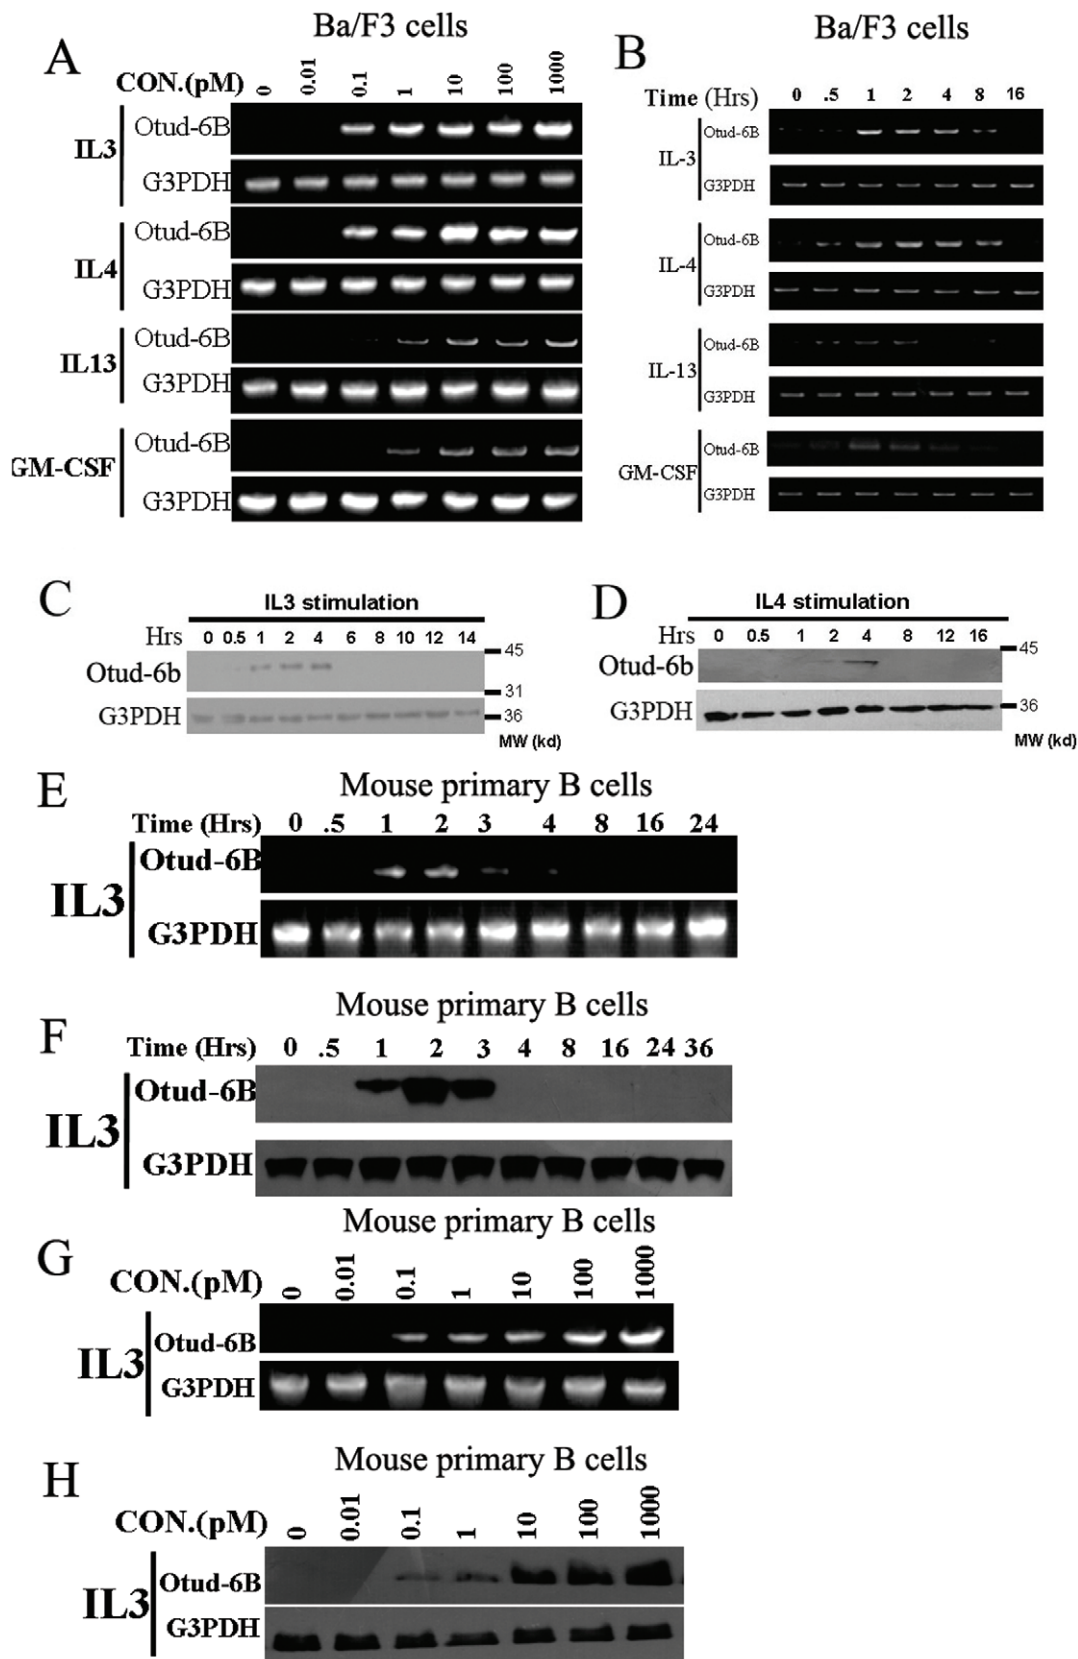 A
Ba/F3 cells
CON.(pM) 0 0.01 0.1 1 10 100 1000
IL3
Otud-6B
G3PDH
IL4
Otud-6B
G3PDH
IL13
Otud-6B
G3PDH
GM-CSF
Otud-6B
G3PDH
B
Ba/F3 cells
Time (Hrs) 0 .5 1 2 4 8 16
IL-3
Otud-6B
G3PDH
IL-4
Otud-6B
G3PDH
IL-13
Otud-6B
G3PDH
GM-CSF
Otud-6B
G3PDH
C
IL3 stimulation
Hrs 0 0.5 1 2 4 6 8 10 12 14
Otud-6b
45
31
G3PDH
36
MW (kd)
D
IL4 stimulation
Hrs 0 0.5 1 2 4 8 12 16
Otud-6b
45
G3PDH
36
MW (kd)
E
Mouse primary B cells
Time (Hrs) 0 .5 1 2 3 4 8 16 24
IL3
Otud-6B
G3PDH
F
Mouse primary B cells
Time (Hrs) 0 .5 1 2 3 4 8 16 24 36
IL3
Otud-6B
G3PDH
G
Mouse primary B cells
CON.(pM) 0 0.01 0.1 1 10 100 1000
IL3
Otud-6B
G3PDH
H
Mouse primary B cells
CON.(pM) 0 0.01 0.1 1 10 100 1000
IL3
Otud-6B
G3PDH